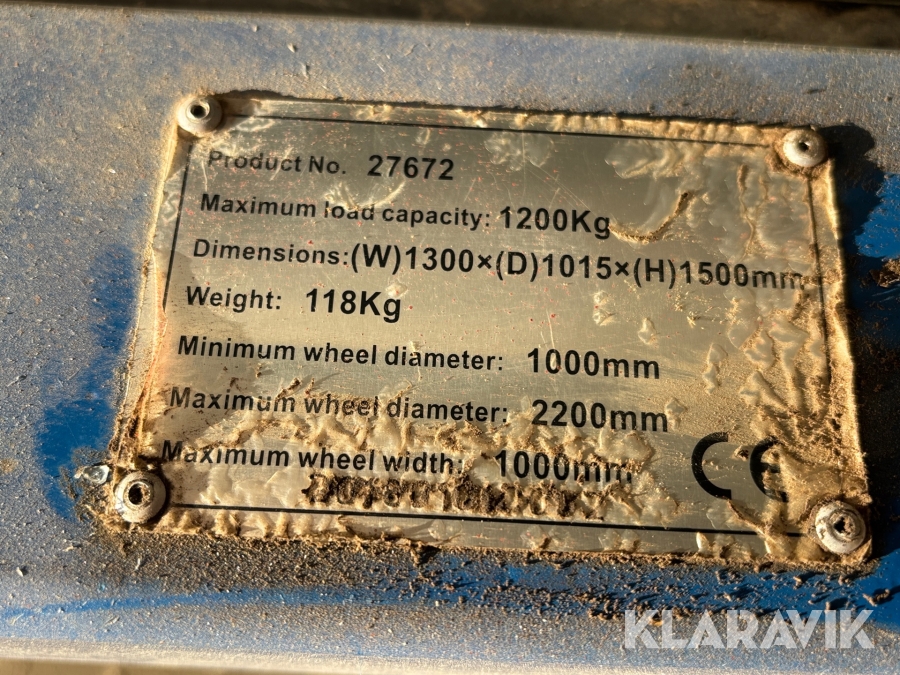 Product No. 27672
Maximum load capacity: 1200Kg
Dimensions:(W)1300×(D)1015×(H)1500mm
Weight: 118Kg
Minimum wheel diameter: 1000mm
Maximum wheel diameter: 2200mm
Maximum wheel width: 1000mm
CE
KLARAVIK